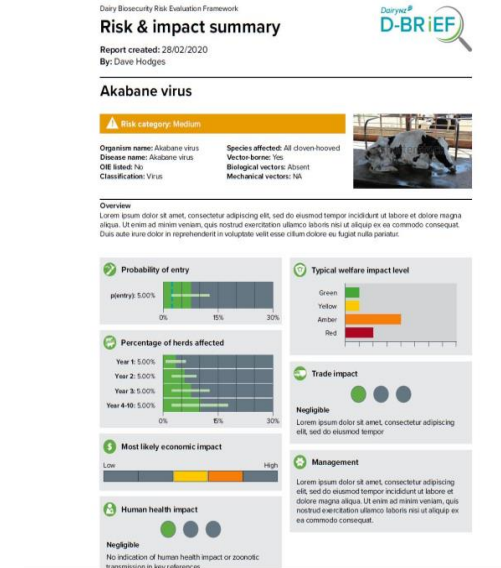 Dairy Biosecurity Risk Evaluation Framework
Risk & impact summary
DairyNZ
D-BRiEF
Report created: 28/02/2020
By: Dave Hodges
Akabane virus
Risk category: Medium
Organism name: Akabane virus
Disease name: Akabane virus
OIE listed: No
Classification: Virus
Species affected: All cloven-hooved
Vector-borne: Yes
Biological vectors: Absent
Mechanical vectors: NA
Overview
Lorem ipsum dolor sit amet, consectetur adipiscing elit, sed do eiusmod tempor incididunt ut labore et dolore magna
aliqua. Ut enim ad minim veniam, quis nostrud exercitation ullamco laboris nisi ut aliquip ex ea commodo consequat.
Duis aute irure dolor in reprehenderit in voluptate velit esse cillum dolore eu fugiat nulla pariatur.
Probability of entry
p(entry): 5.00%
0% 15% 30%
Percentage of herds affected
Year 1: 5.00%
Year 2: 5.00%
Year 3: 5.00%
Year 4-10: 5.00%
0% 15% 30%
$ Most likely economic impact
Low High
Human health impact
Negligible
No indication of human health impact or zoonotic
transmission in key references
Typical welfare impact level
Green
Yellow
Amber
Red
Trade impact
Negligible
Lorem ipsum dolor sit amet, consectetur adipiscing
elit, sed do eiusmod tempor
Management
Lorem ipsum dolor sit amet, consectetur adipiscing
elit, sed do eiusmod tempor incididunt ut labore et
dolore magna aliqua. Ut enim ad minim veniam, quis
nostrud exercitation ullamco laboris nisi ut aliquip ex
ea commodo consequat.